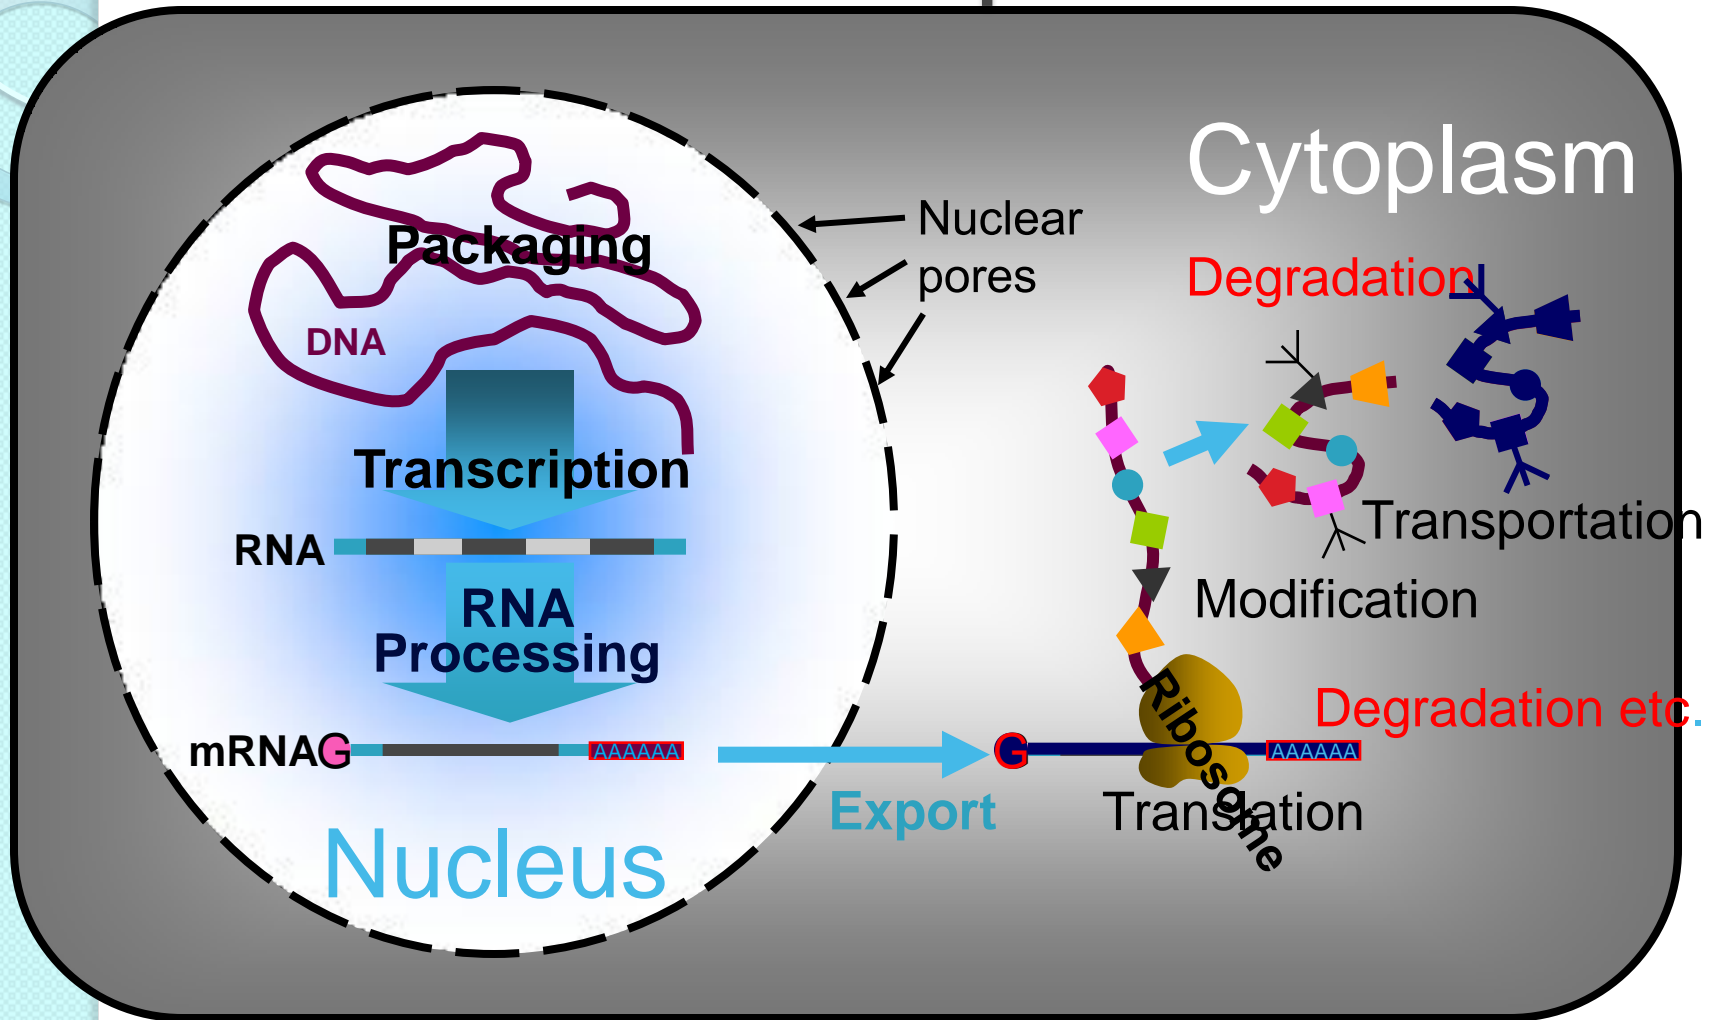 Cytoplasm
Nuclear
pores
Packaging
Degradation
DNA
Transcription
Transportation
RNA
Modification
RNA
Processing
Ribosome
Degradation etc.
mRNA
G
AAAAAA
G
AAAAAA
Export
Translation
Nucleus